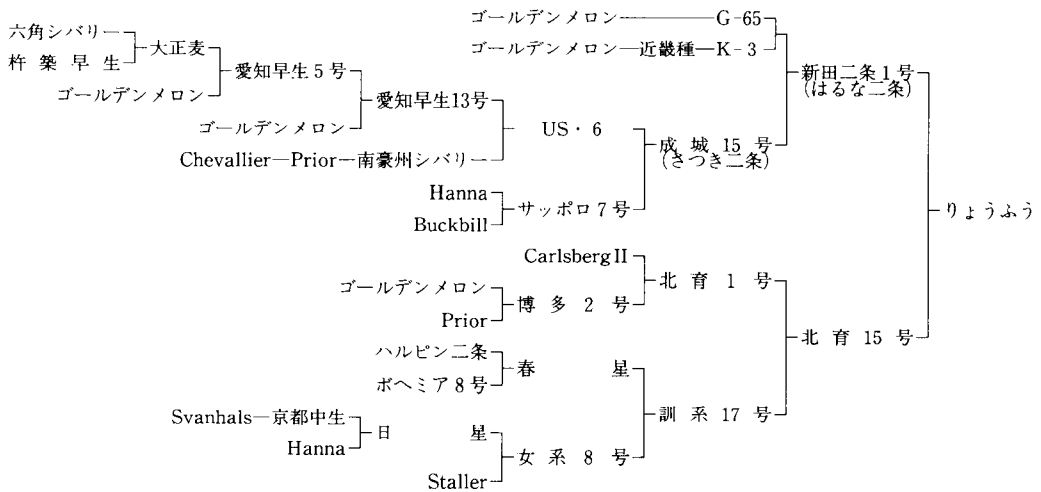 ゴールデンメロン G-65
六角シバリー
大正麦
ゴールデンメロン 近畿種 K-3
杵築早生
愛知早生5号
新田二条1号
(はるな二条)
ゴールデンメロン
愛知早生13号
ゴールデンメロン
US・6
成城15号
(さつき二条)
Chevallier Prior 南豪州シバリー
Hanna
サッポロ7号
Buckbill
りょうふう
Carlsberg II
北育1号
ゴールデンメロン
博多2号
Prior
北育15号
ハルピン二条
春星
ボヘミア8号
訓系17号
Svanhals 京都中生
日星
Hanna
女系8号
Staller